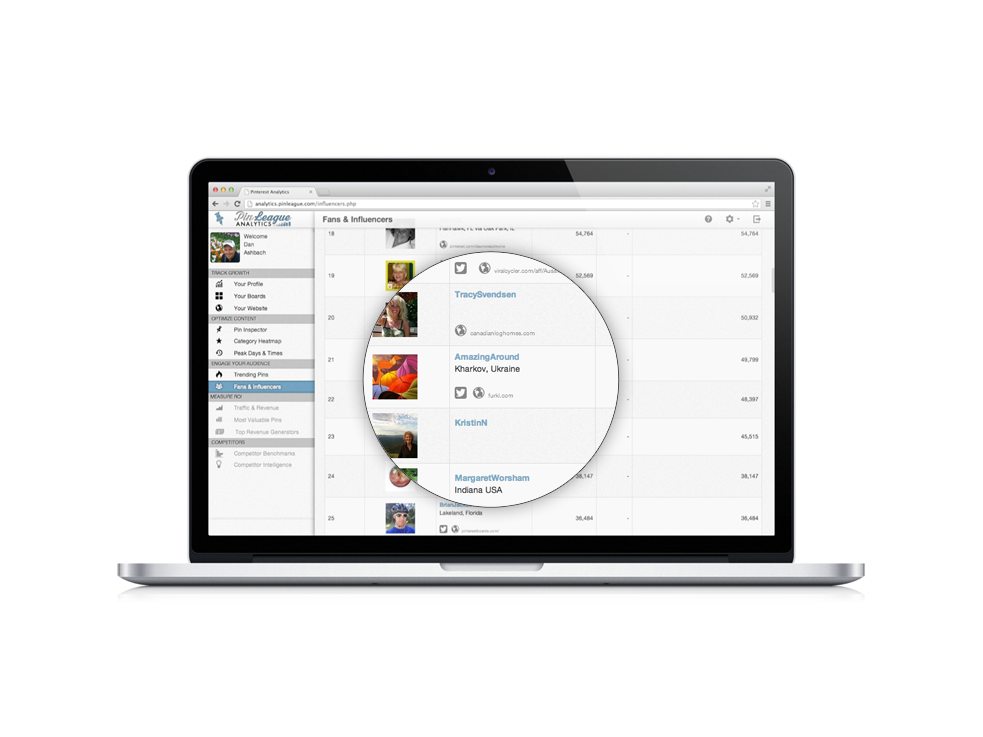 Pinterest Analytics
analytics.pinleague.com/influencers.php
PinLeague
ANALYTICS
Fans & Influencers
Welcome
Dan
Ashbach
TRACK GROWTH
Your Profile
Your Boards
Your Website
OPTIMIZE CONTENT
Pin Inspector
Category Heatmap
Peak Days & Times
ENGAGE YOUR AUDIENCE
Trending Pins
Fans & Influencers
MEASURE ROI
Traffic & Revenue
Most Valuable Pins
Top Revenue Generators
COMPETITORS
Competitor Benchmarks
Competitor Intelligence
18 54,764 - 54,764
19 52,569 - 52,569
20 50,932
TracySvendsen
canadianloghomes.com
21 49,799
AmazingAround
Kharkov, Ukraine
furki.com
22 48,397
23 45,515
KristinN
24 38,147 - 38,147
MargaretWorsham
Indiana USA
25 36,484 - 36,484
Lakeland, Florida